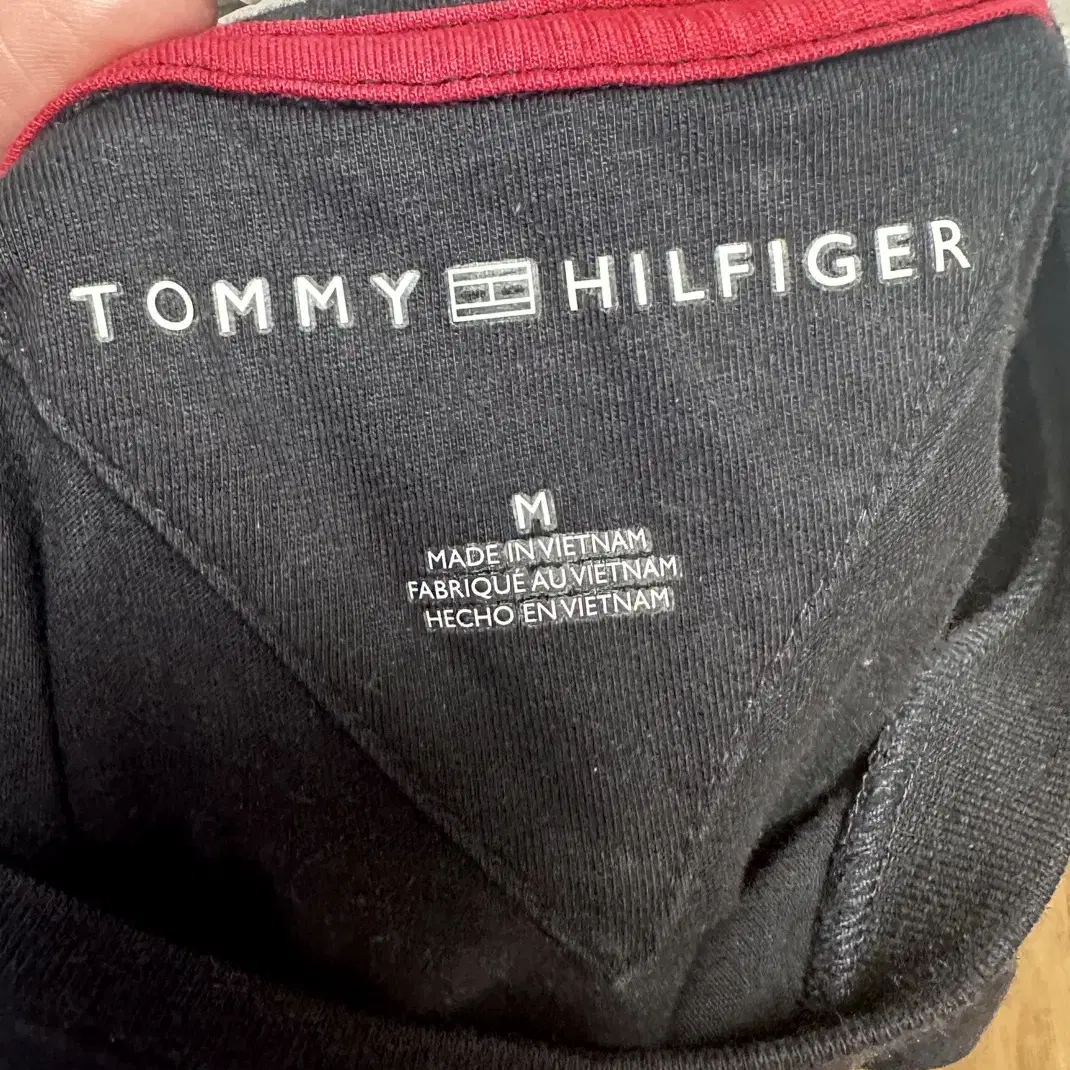 TOMMY HILFIGER
M
MADE IN VIETNAM
FABRIQUÉ AU VIETNAM
HECHO EN VIETNAM